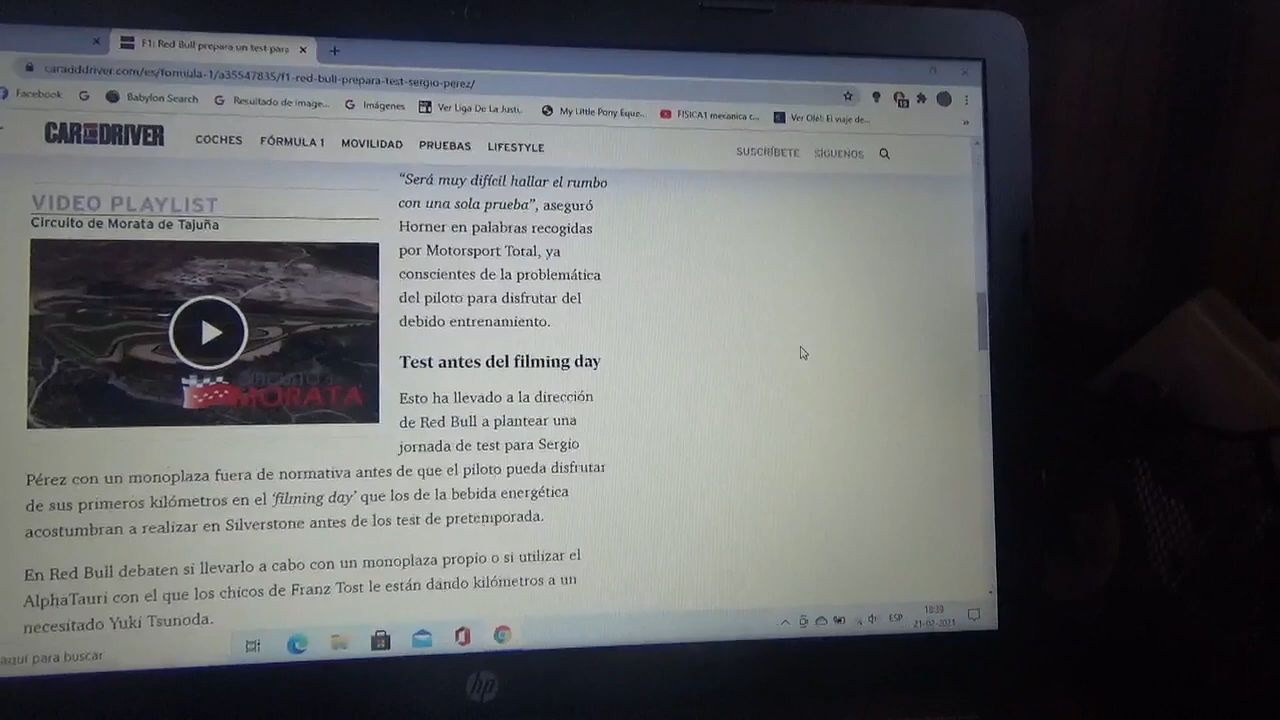 F1: Red Bull prepara un test para
caradddriver.com/es/formula-1/a35547835/f1-red-bull-prepara-test-sergio-perez/
Facebook
Babylon Search
Resultado de image...
Imágenes
Ver Liga De La Justi..
My Little Pony Eque...
FISICA1 mecanica c...
Ver Olé!: El viaje de...
CAR AND DRIVER
COCHES FÓRMULA 1 MOVILIDAD PRUEBAS LIFESTYLE
SUSCRÍBETE SÍGUENOS
VIDEO PLAYLIST
Circuito de Morata de Tajuña
MORATA
“Será muy difícil hallar el rumbo
con una sola prueba”, aseguró
Horner en palabras recogidas
por Motorsport Total, ya
conscientes de la problemática
del piloto para disfrutar del
debido entrenamiento.
Test antes del filming day
Esto ha llevado a la dirección
de Red Bull a plantear una
jornada de test para Sergio
Pérez con un monoplaza fuera de normativa antes de que el piloto pueda disfrutar
de sus primeros kilómetros en el ‘filming day’ que los de la bebida energética
acostumbran a realizar en Silverstone antes de los test de pretemporada.
En Red Bull debaten si llevarlo a cabo con un monoplaza propio o si utilizar el
AlphaTauri con el que los chicos de Franz Tost le están dando kilómetros a un
necesitado Yuki Tsunoda.
aquí para buscar
ESP
18:39
21-02-2021
hp